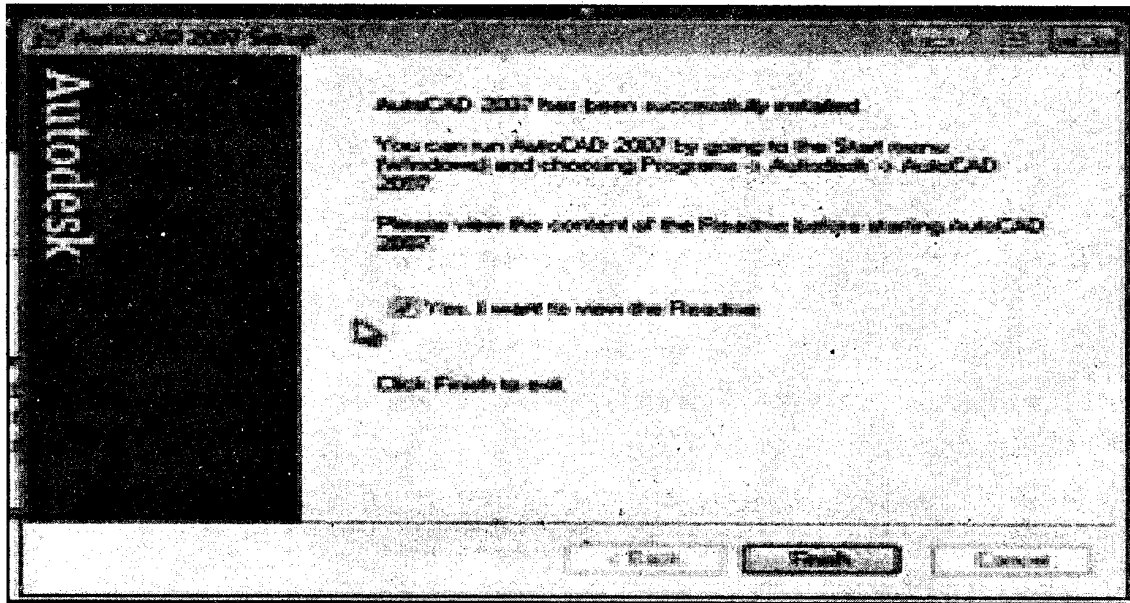 AutoCAD 2007 Setup
Autodesk
AutoCAD 2007 has been successfully installed
You can run AutoCAD 2007 by going to the Start menu
(Windows) and choosing Programs -> Autodesk -> AutoCAD
2007
Please view the content of the Readme before starting AutoCAD
2007
Yes, I want to view the Readme
Click Finish to exit
< Back
Finish
Cancel